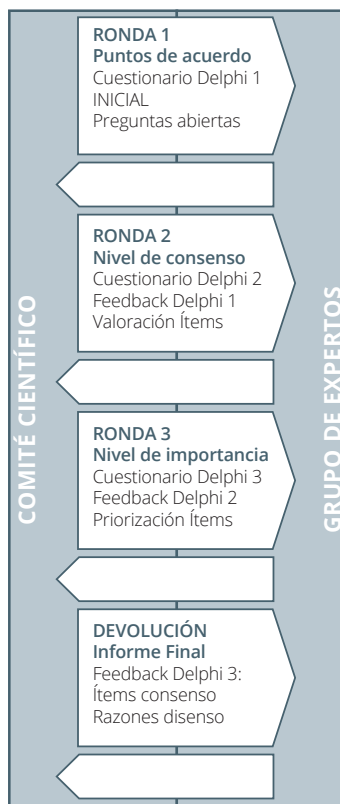 RONDA 1
Puntos de acuerdo
Cuestionario Delphi 1
INICIAL
Preguntas abiertas
RONDA 2
Nivel de consenso
Cuestionario Delphi 2
Feedback Delphi 1
Valoración Ítems
RONDA 3
Nivel de importancia
Cuestionario Delphi 3
Feedback Delphi 2
Priorización Ítems
DEVOLUCIÓN
Informe Final
Feedback Delphi 3:
Ítems consenso
Razones disenso
COMITÉ CIENTÍFICO
GRUPO DE EXPERTOS